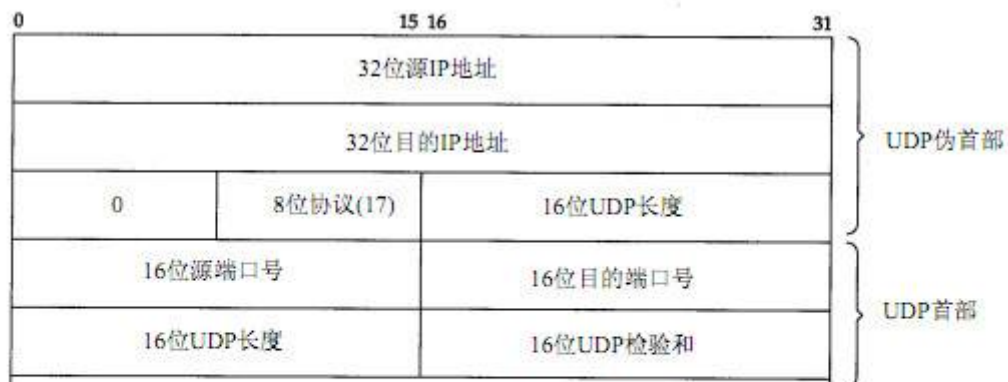 0 15 16 31
32位源IP地址
32位目的IP地址
UDP伪首部
0 8位协议(17) 16位UDP长度
16位源端口号 16位目的端口号
UDP首部
16位UDP长度 16位UDP检验和